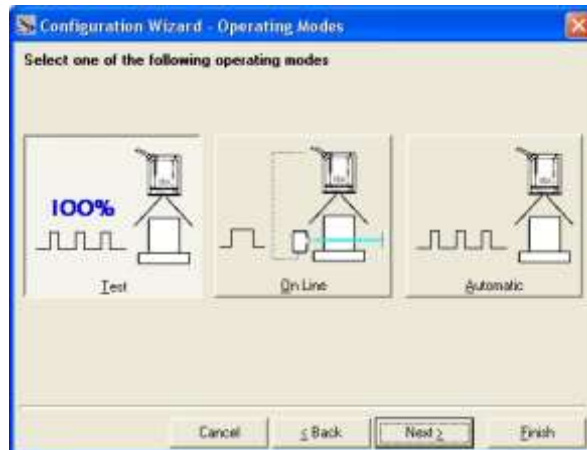 Configuration Wizard - Operating Modes
Select one of the following operating modes
100%
Test
On Line
Automatic
Cancel
< Back
Next >
Finish